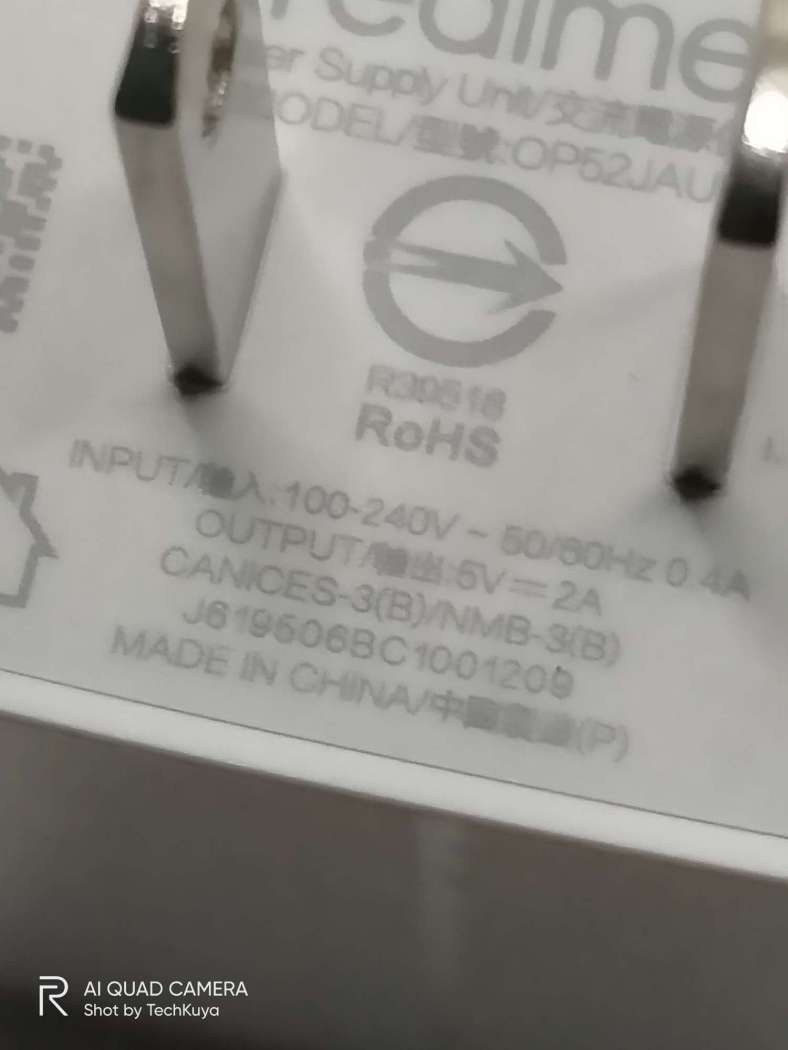 realme
er Supply Unit/交流電源
MODEL/型號:OP52JAU
R39518
RoHS
INPUT/輸入:100-240V ~ 50/60Hz 0.4A
OUTPUT/輸出:5V⎓2A
CANICES-3(B)/NMB-3(B)
J619506BC1001209
MADE IN CHINA/中國製造(P)
R AI QUAD CAMERA
Shot by TechKuya